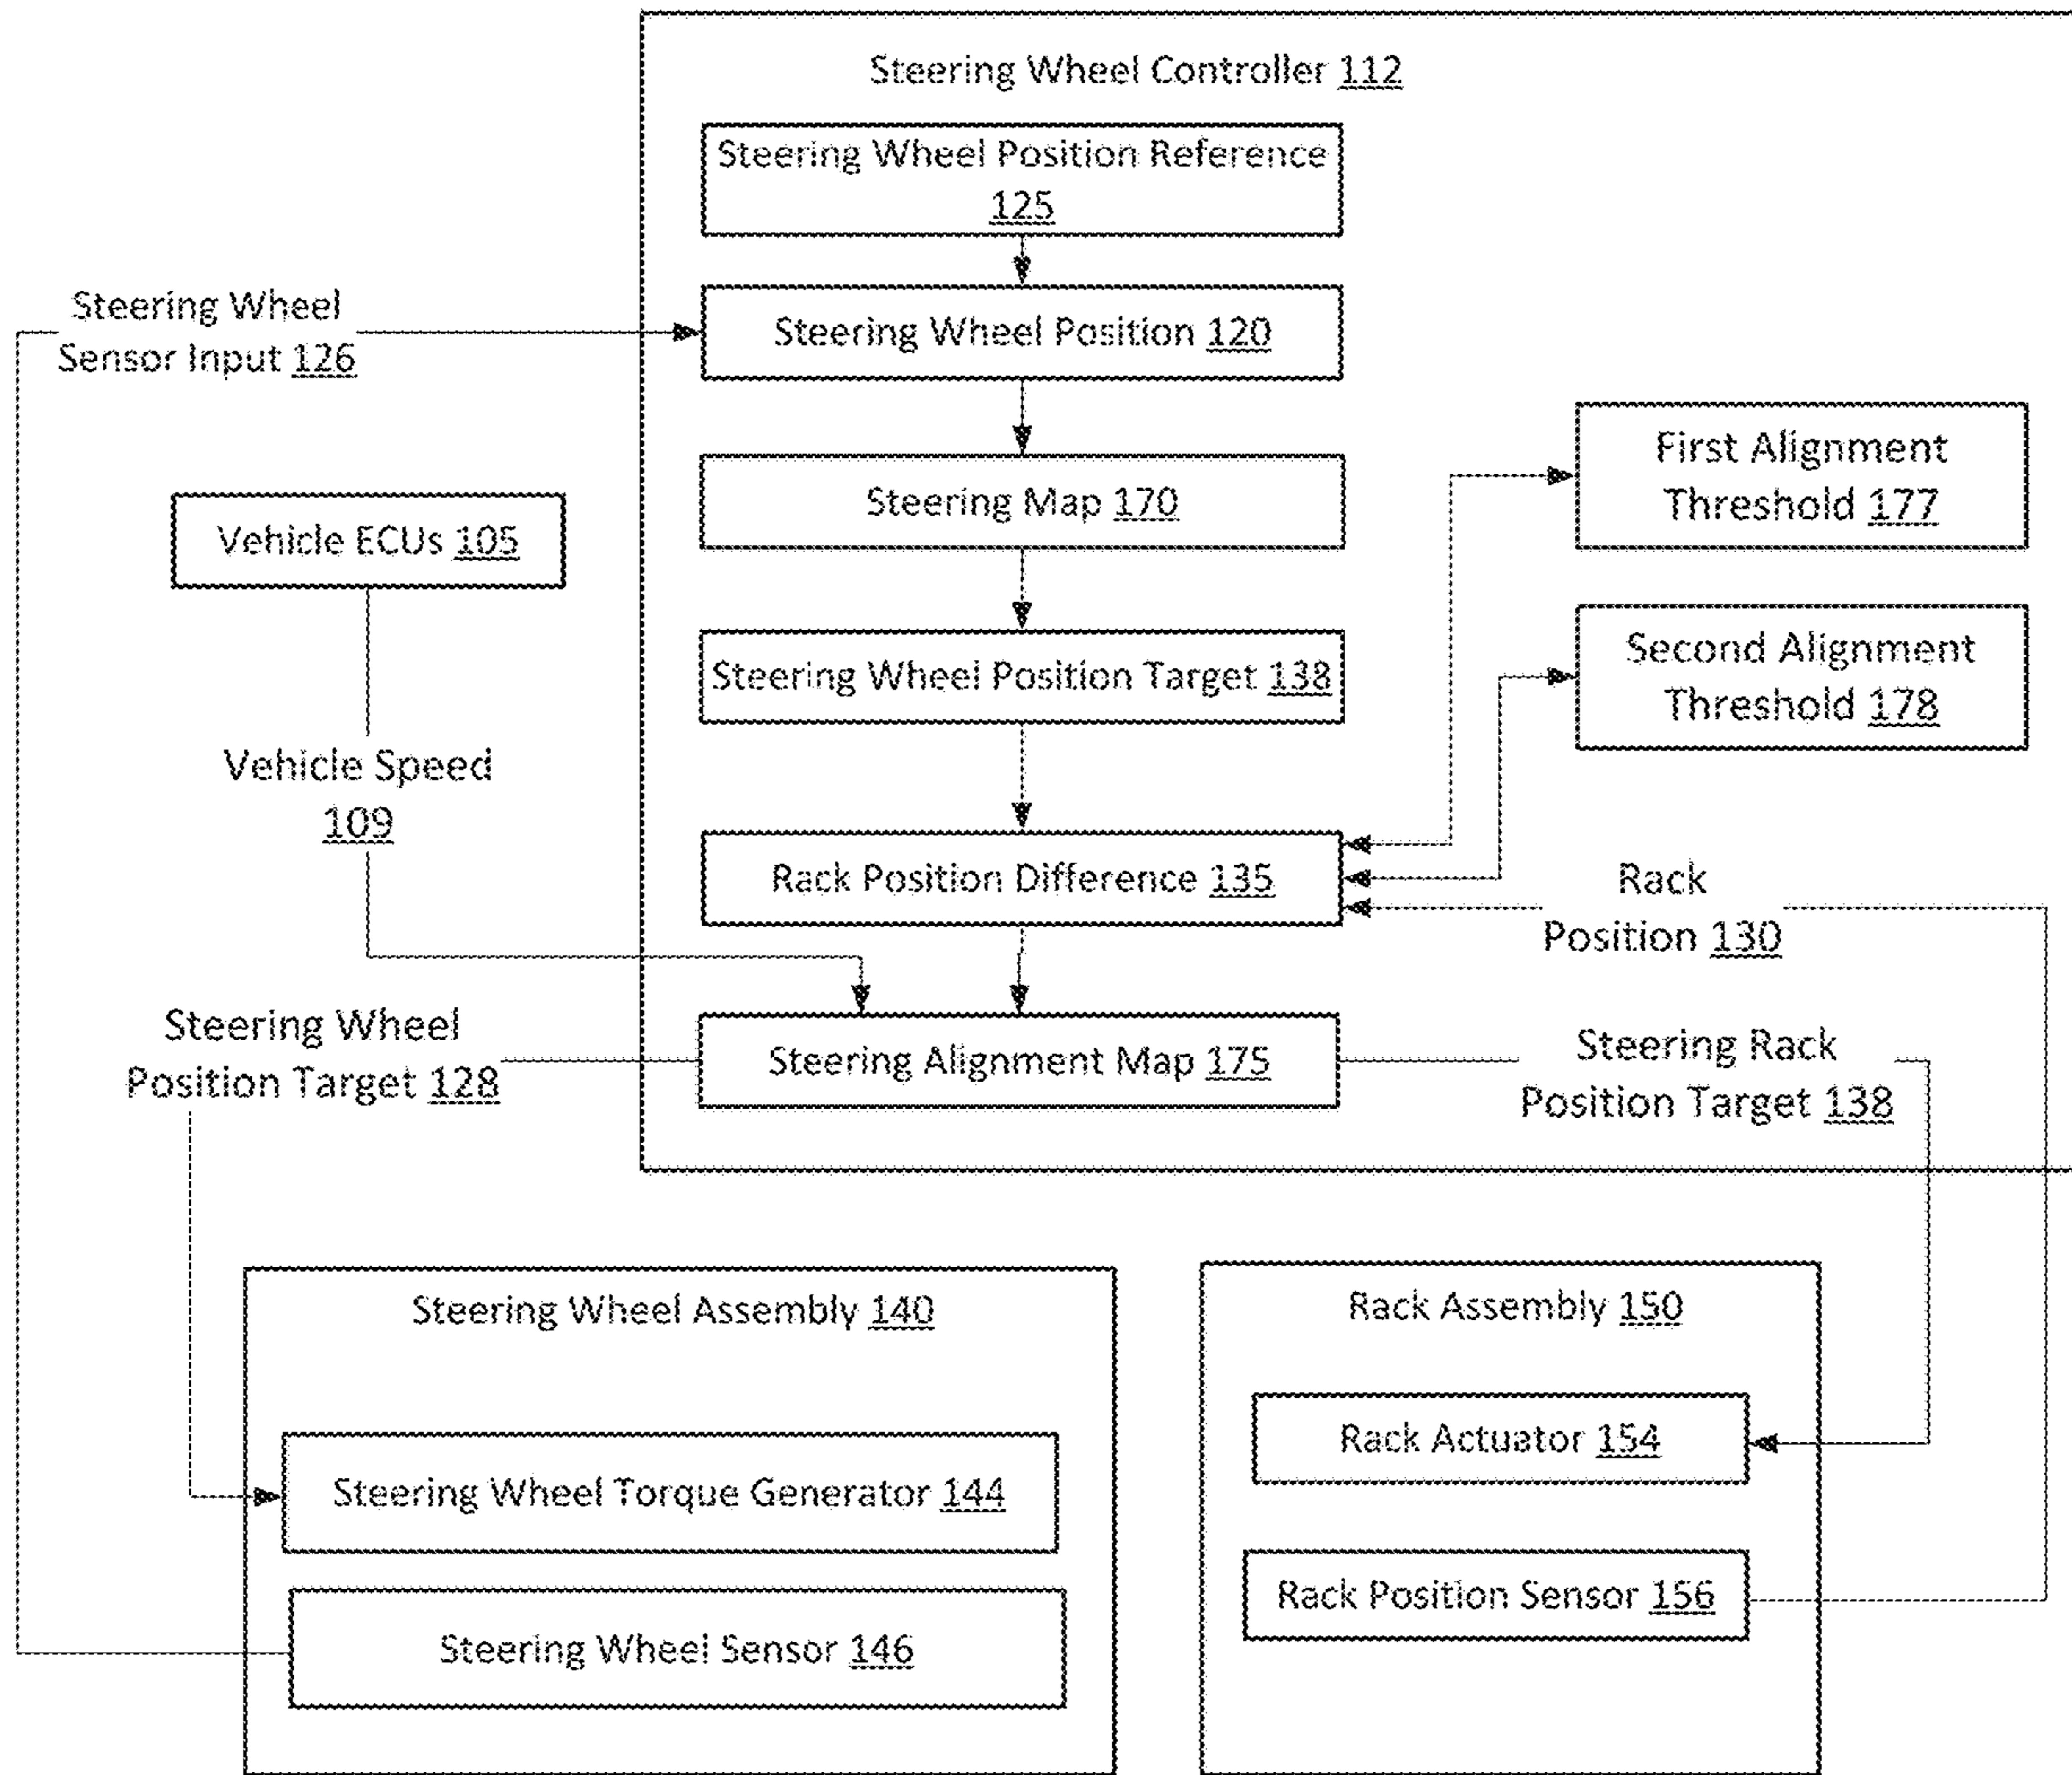 Steering Wheel Controller 112
Steering Wheel Position Reference
125
Steering Wheel
Sensor Input 126
Steering Wheel Position 120
First Alignment
Threshold 177
Steering Map 170
Vehicle ECUs 105
Second Alignment
Threshold 178
Steering Wheel Position Target 138
Vehicle Speed
109
Rack Position Difference 135
Rack
Position 130
Steering Wheel
Position Target 128
Steering Alignment Map 175
Steering Rack
Position Target 138
Steering Wheel Assembly 140
Rack Assembly 150
Rack Actuator 154
Steering Wheel Torque Generator 144
Rack Position Sensor 156
Steering Wheel Sensor 146